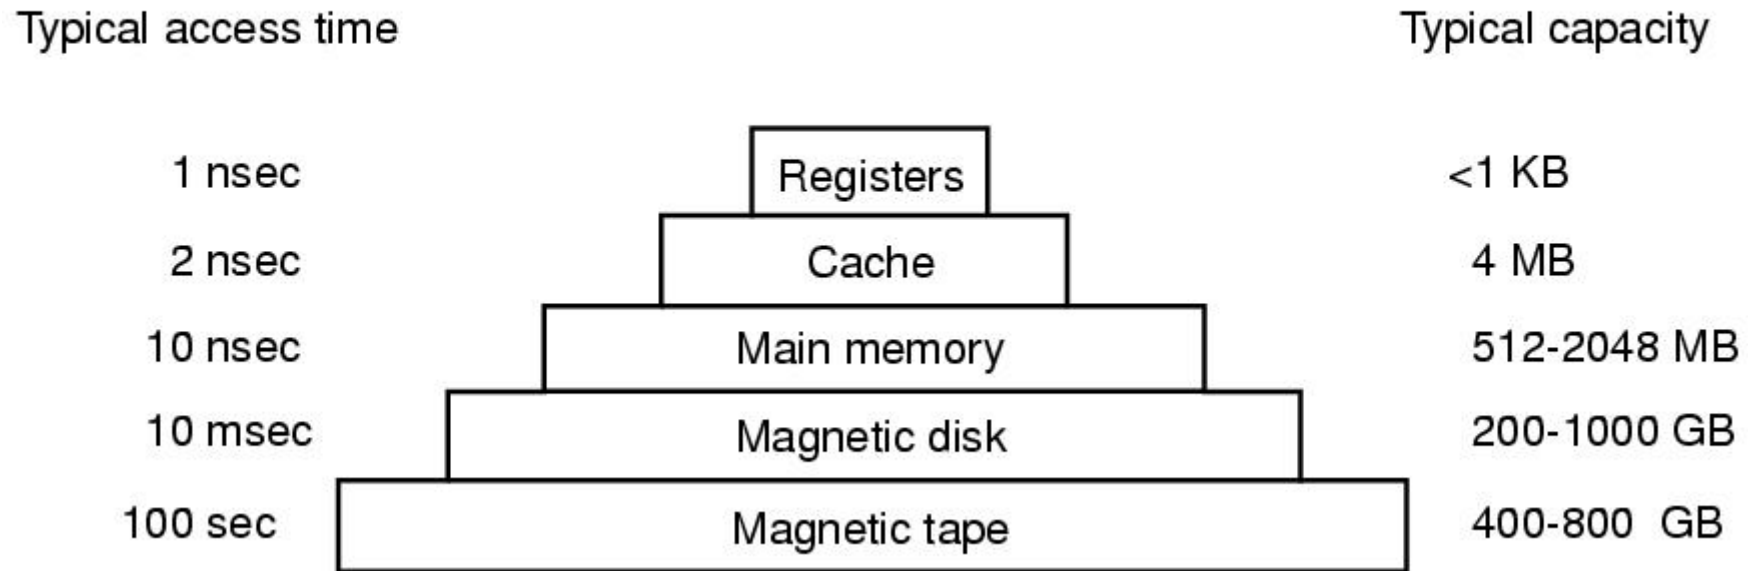 Typical access time Typical capacity
1 nsec Registers <1 KB
2 nsec Cache 4 MB
10 nsec Main memory 512-2048 MB
10 msec Magnetic disk 200-1000 GB
100 sec Magnetic tape 400-800 GB